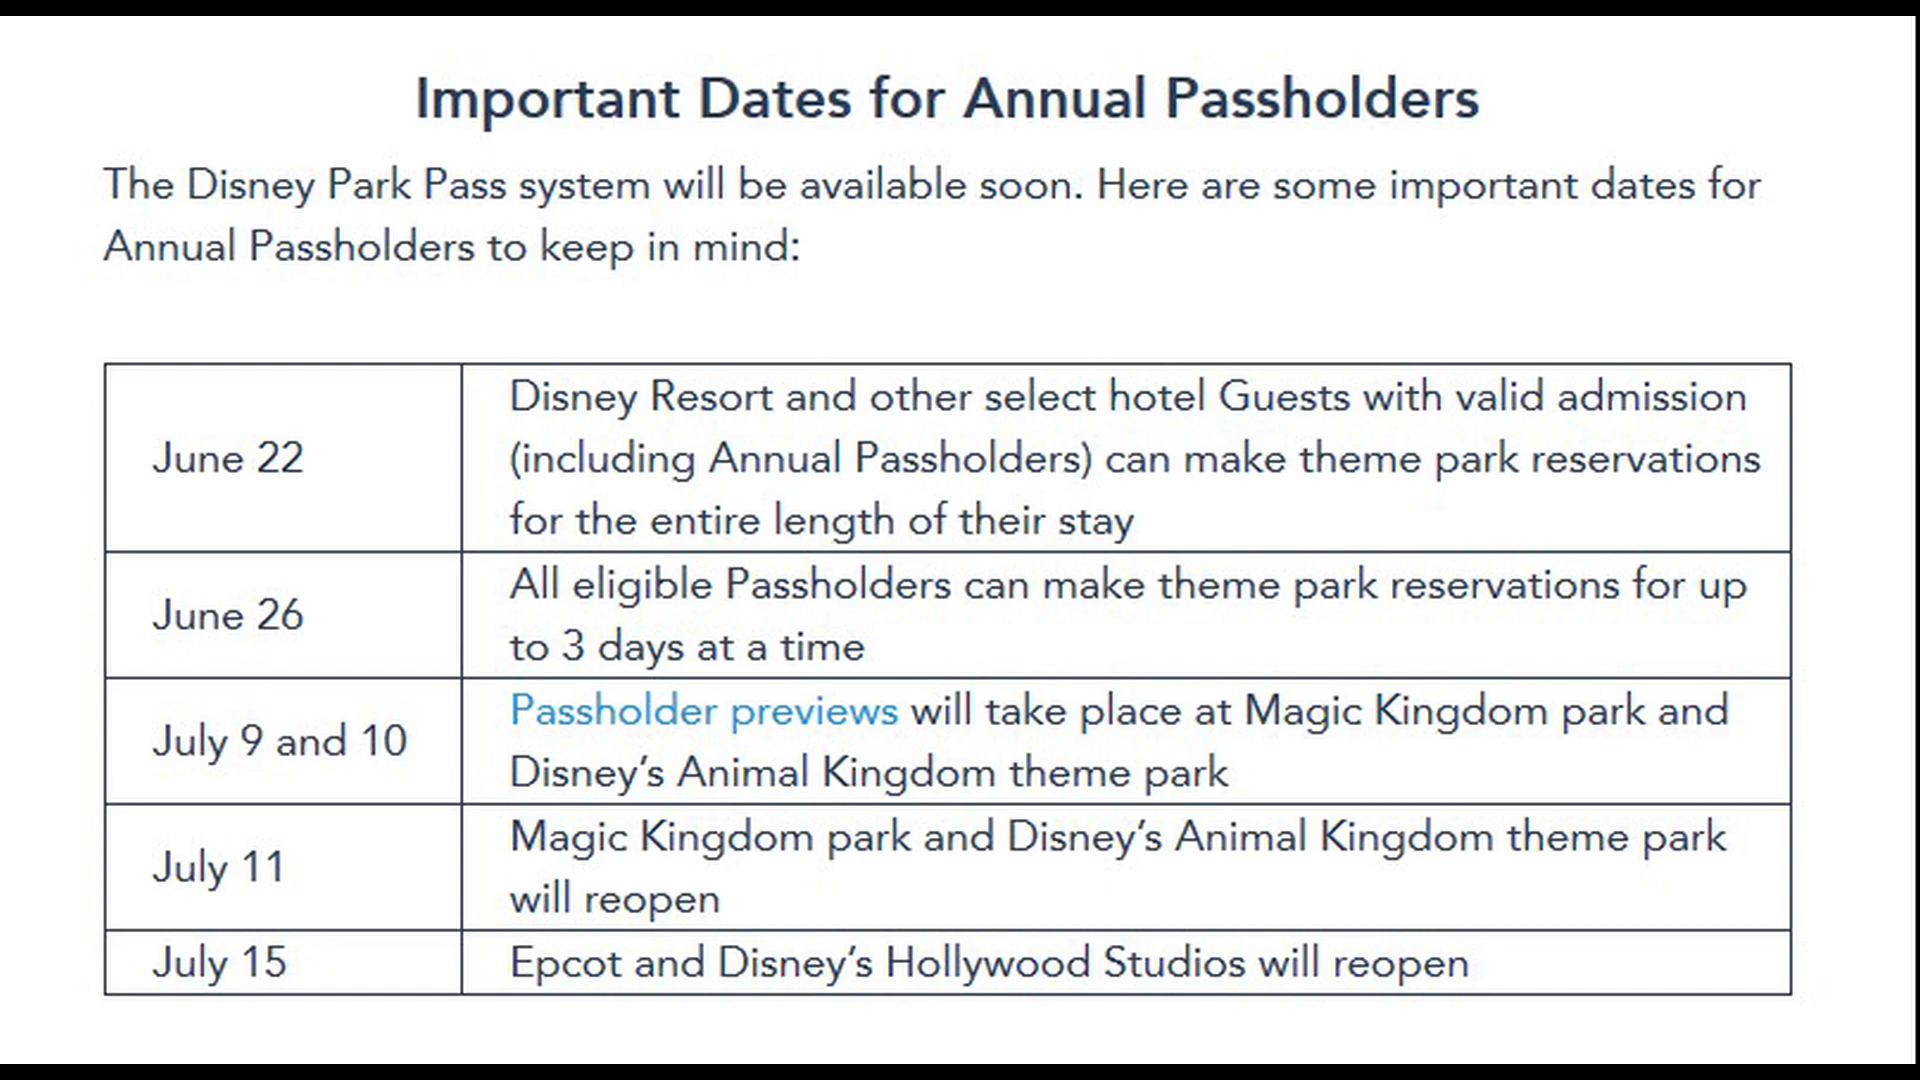 Important Dates for Annual Passholders
The Disney Park Pass system will be available soon. Here are some important dates for
Annual Passholders to keep in mind:
June 22
Disney Resort and other select hotel Guests with valid admission
(including Annual Passholders) can make theme park reservations
for the entire length of their stay
June 26
All eligible Passholders can make theme park reservations for up
to 3 days at a time
July 9 and 10
Passholder previews will take place at Magic Kingdom park and
Disney’s Animal Kingdom theme park
July 11
Magic Kingdom park and Disney’s Animal Kingdom theme park
will reopen
July 15
Epcot and Disney’s Hollywood Studios will reopen